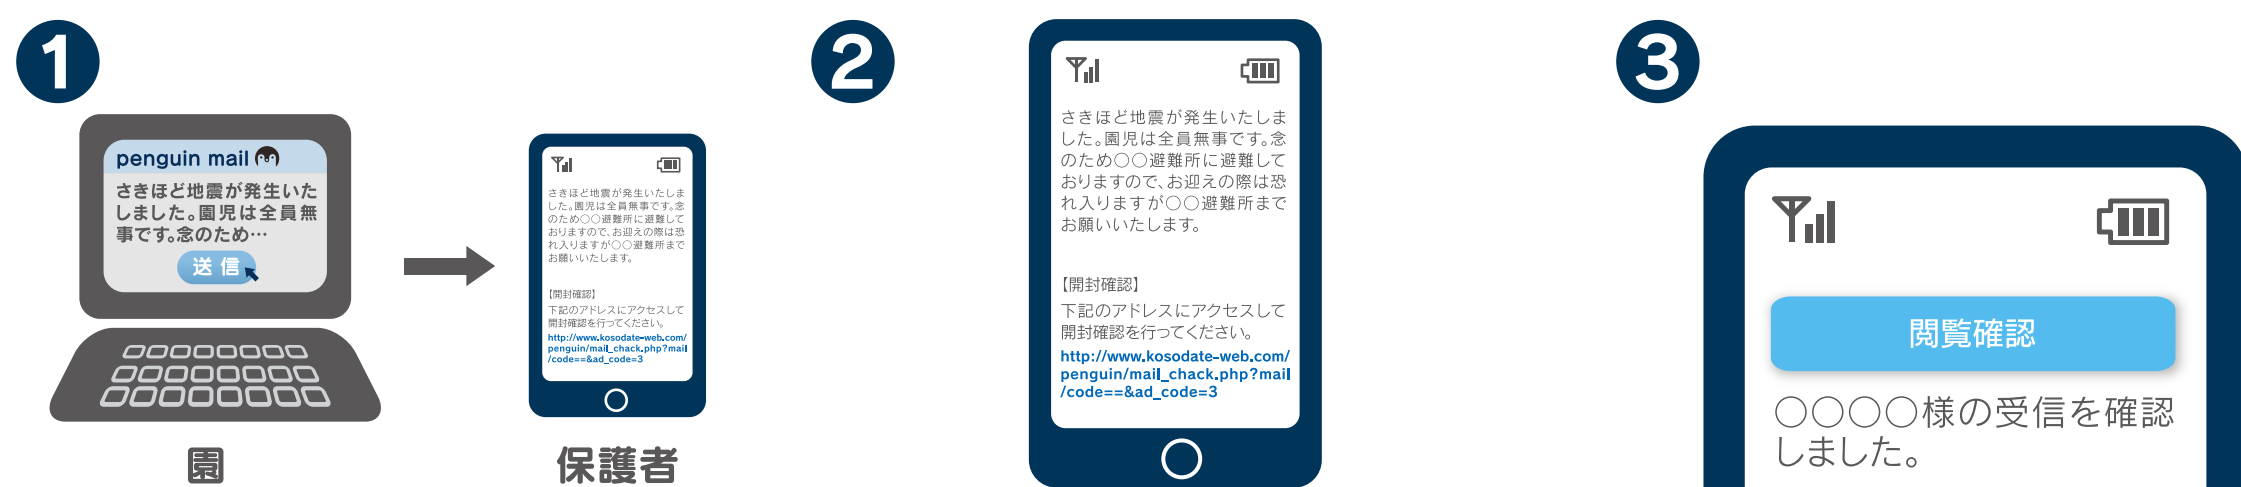 1
penguin mail
さきほど地震が発生いた
しました。園児は全員無
事です。念のため…
送信
園
さきほど地震が発生いたしま
した。園児は全員無事です。念
のため○○避難所に避難して
おりますので、お迎えの際は恐
れ入りますが○○避難所まで
お願いいたします。
【開封確認】
下記のアドレスにアクセスして
開封確認を行ってください。
http://www.kosodate-web.com/
penguin/mail_chack.php?mail
/code==&ad_code=3
保護者
2
さきほど地震が発生いたしま
した。園児は全員無事です。念
のため○○避難所に避難して
おりますので、お迎えの際は恐
れ入りますが○○避難所まで
お願いいたします。
【開封確認】
下記のアドレスにアクセスして
開封確認を行ってください。
http://www.kosodate-web.com/
penguin/mail_chack.php?mail
/code==&ad_code=3
3
閲覧確認
○○○○様の受信を確認
しました。